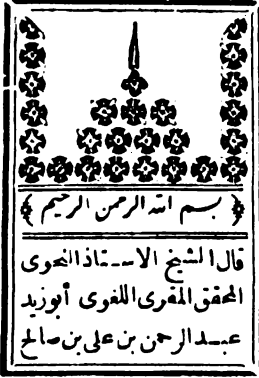 بسم الله الرحمن الرحيم
قال الشيخ الاستاذ النحوى
المحقق المقرى اللغوى أبو زيد
عبد الرحمن بن على بن صالح